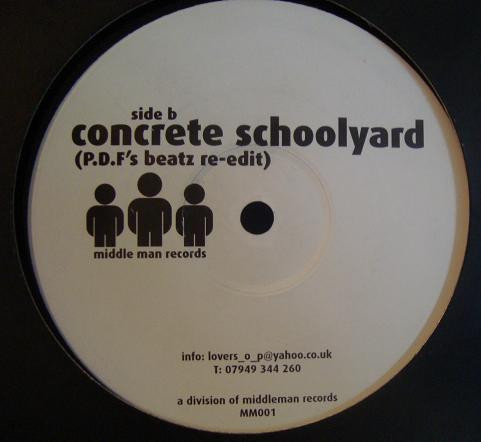 side b
concrete schoolyard
(P.D.F's beatz re-edit)
middle man records
info: lovers_o_p@yahoo.co.uk
T: 07949 344 260
a division of middleman records
MM001